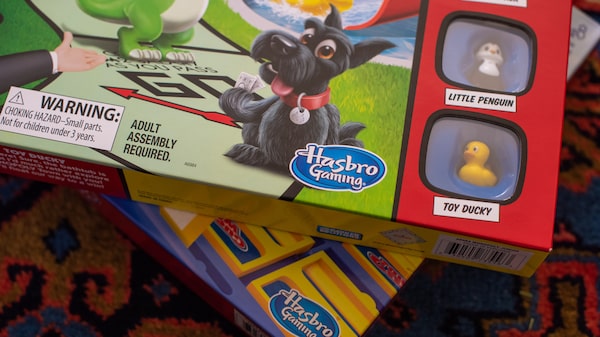 PASS
GO
WARNING:
CHOKING HAZARD–Small parts.
Not for children under 3 years.
ADULT
ASSEMBLY
REQUIRED.
Hasbro
Gaming
LITTLE PENGUIN
TOY DUCKY
TOY DUCKY
Hasbro
Gaming